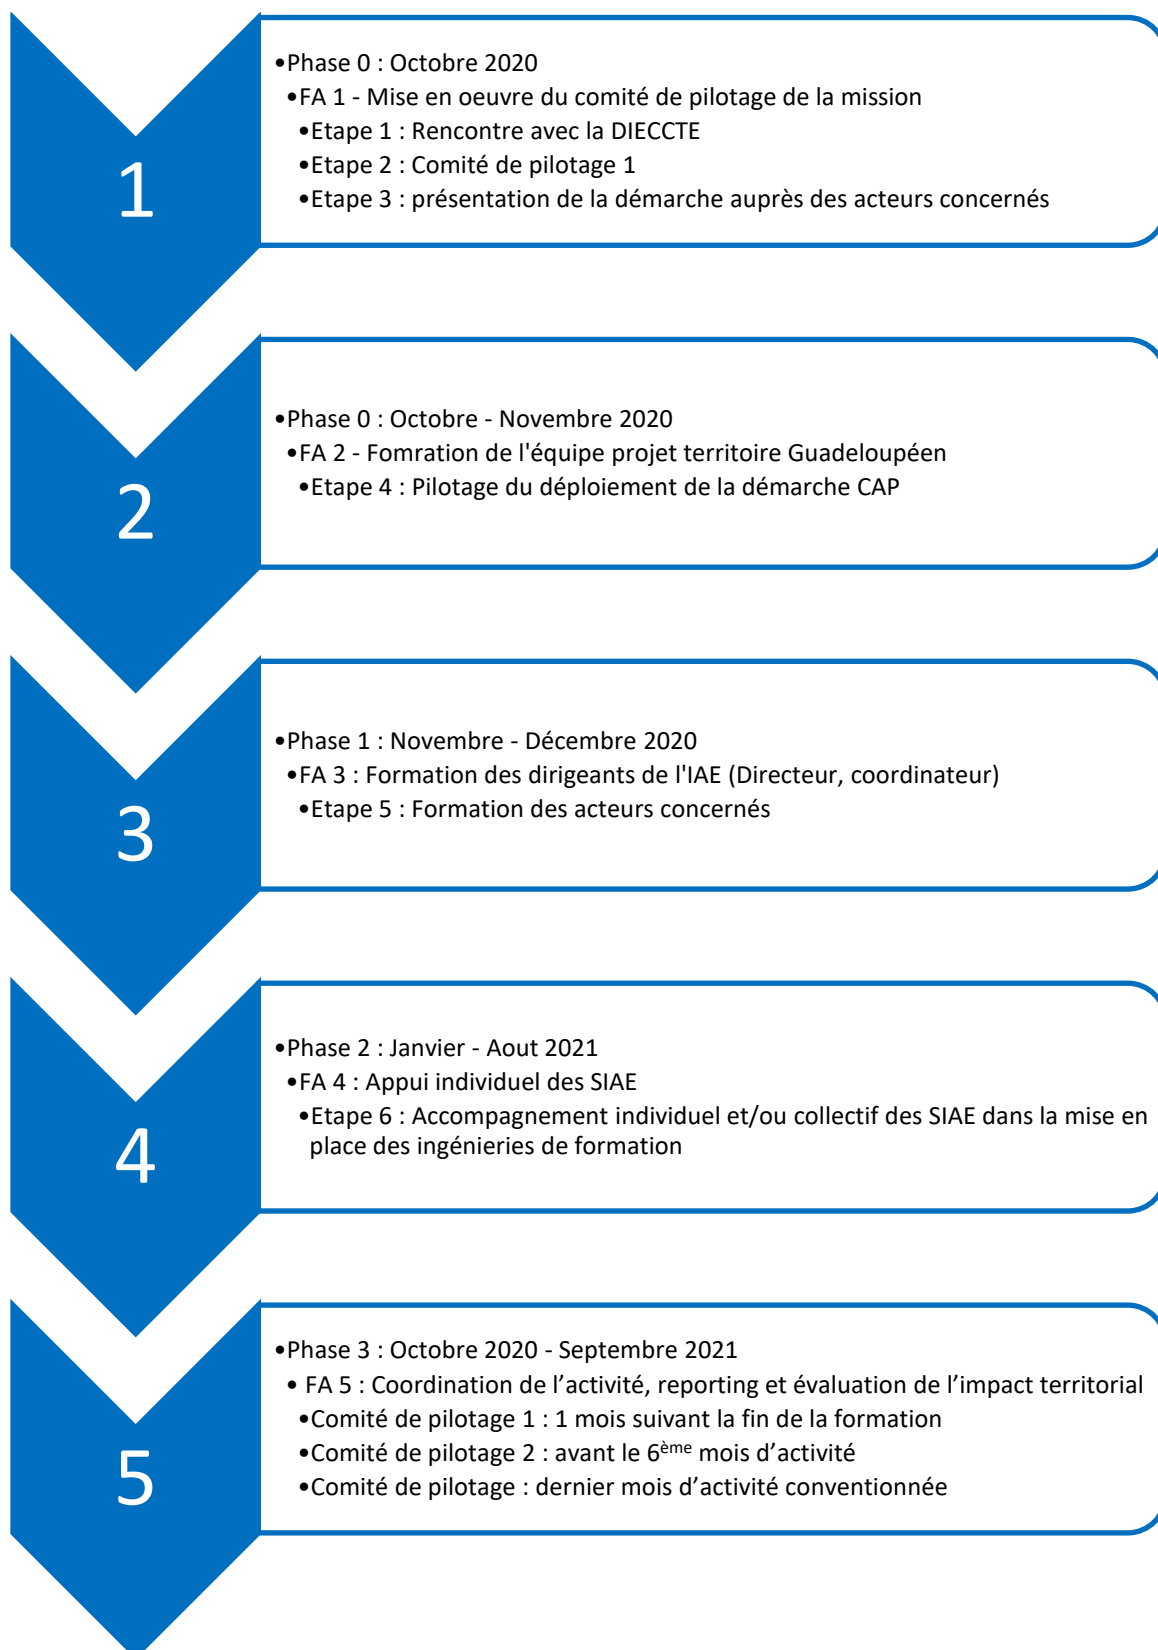 1
•Phase 0 : Octobre 2020
•FA 1 - Mise en oeuvre du comité de pilotage de la mission
•Etape 1 : Rencontre avec la DIECCTE
•Etape 2 : Comité de pilotage 1
•Etape 3 : présentation de la démarche auprès des acteurs concernés
2
•Phase 0 : Octobre - Novembre 2020
•FA 2 - Fomration de l'équipe projet territoire Guadeloupéen
•Etape 4 : Pilotage du déploiement de la démarche CAP
3
•Phase 1 : Novembre - Décembre 2020
•FA 3 : Formation des dirigeants de l'IAE (Directeur, coordinateur)
•Etape 5 : Formation des acteurs concernés
4
•Phase 2 : Janvier - Aout 2021
•FA 4 : Appui individuel des SIAE
•Etape 6 : Accompagnement individuel et/ou collectif des SIAE dans la mise en
place des ingénieries de formation
5
•Phase 3 : Octobre 2020 - Septembre 2021
• FA 5 : Coordination de l’activité, reporting et évaluation de l’impact territorial
•Comité de pilotage 1 : 1 mois suivant la fin de la formation
•Comité de pilotage 2 : avant le 6ème mois d’activité
•Comité de pilotage : dernier mois d’activité conventionnée